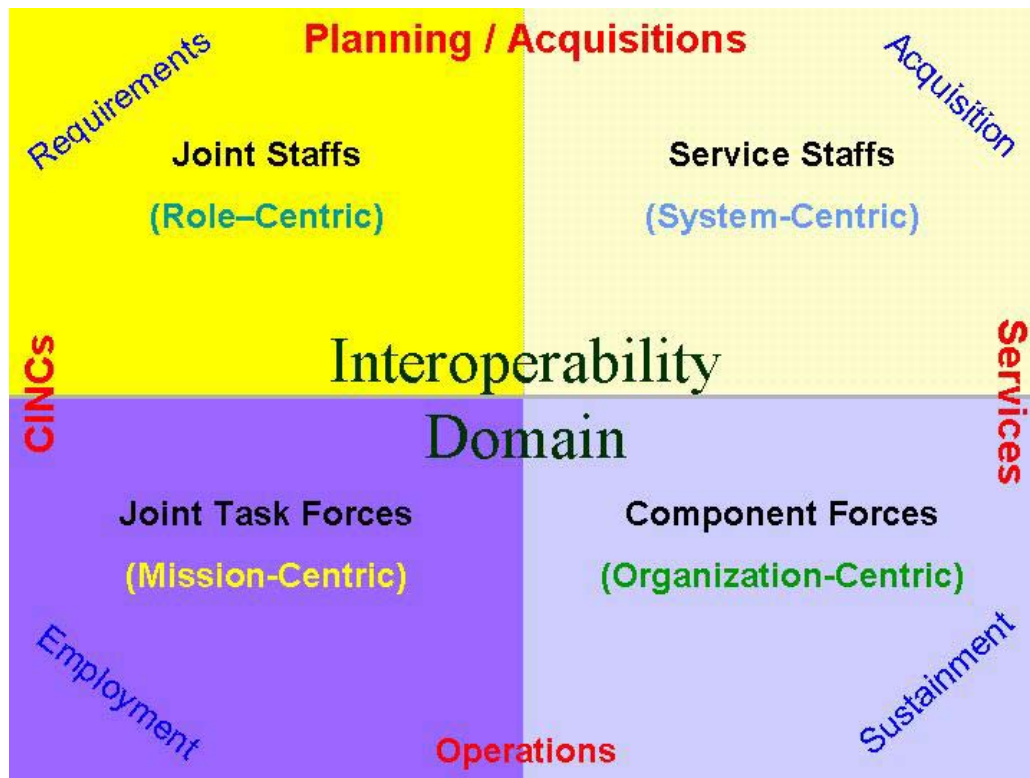 Planning / Acquisitions
Requirements
Acquisition
Joint Staffs
(Role–Centric)
Service Staffs
(System-Centric)
CINCs
Interoperability
Domain
Services
Joint Task Forces
(Mission-Centric)
Component Forces
(Organization-Centric)
Employment
Sustainment
Operations